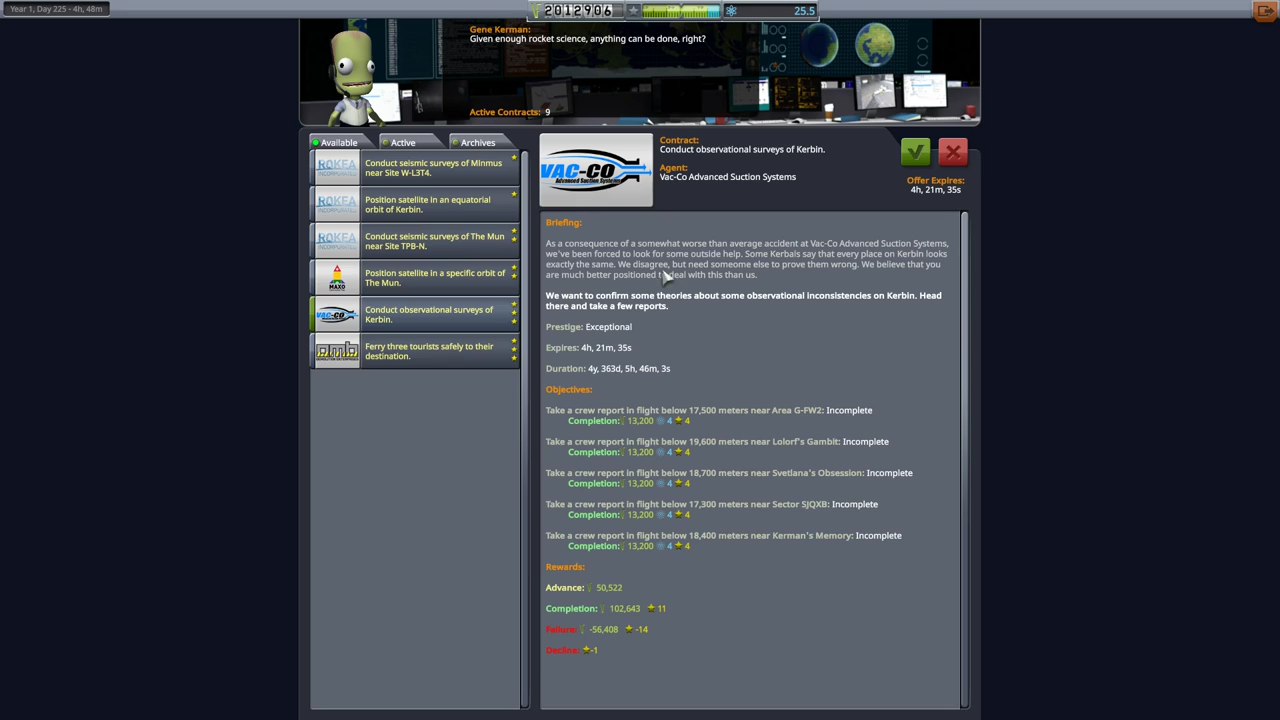 Year 1, Day 225 - 4h, 48m
2012906
25.5
Gene Kerman:
Given enough rocket science, anything can be done, right?
Active Contracts: 9
Available
Active
Archives
ROKEA
INCORPORATED
Conduct seismic surveys of Minmus
near Site W-L3T4.
ROKEA
INCORPORATED
Position satellite in an equatorial
orbit of Kerbin.
ROKEA
INCORPORATED
Conduct seismic surveys of The Mun
near Site TPB-N.
MAXO
Position satellite in a specific orbit of
The Mun.
VAC-CO
Conduct observational surveys of
Kerbin.
Ferry three tourists safely to their
destination.
VAC-CO
Advanced Suction Systems
Contract:
Conduct observational surveys of Kerbin.
Agent:
Vac-Co Advanced Suction Systems
Offer Expires:
4h, 21m, 35s
Briefing:
As a consequence of a somewhat worse than average accident at Vac-Co Advanced Suction Systems,
we've been forced to look for some outside help. Some Kerbals say that every place on Kerbin looks
exactly the same. We disagree, but need someone else to prove them wrong. We believe that you
are much better positioned to deal with this than us.
We want to confirm some theories about some observational inconsistencies on Kerbin. Head
there and take a few reports.
Prestige: Exceptional
Expires: 4h, 21m, 35s
Duration: 4y, 363d, 5h, 46m, 3s
Objectives:
Take a crew report in flight below 17,500 meters near Area G-FW2: Incomplete
Completion: 13,200 4 4
Take a crew report in flight below 19,600 meters near Lolorf's Gambit: Incomplete
Completion: 13,200 4 4
Take a crew report in flight below 18,700 meters near Svetlana's Obsession: Incomplete
Completion: 13,200 4 4
Take a crew report in flight below 17,300 meters near Sector SJQXB: Incomplete
Completion: 13,200 4 4
Take a crew report in flight below 18,400 meters near Kerman's Memory: Incomplete
Completion: 13,200 4 4
Rewards:
Advance: 50,522
Completion: 102,643 11
Failure: -56,408 -14
Decline: -1